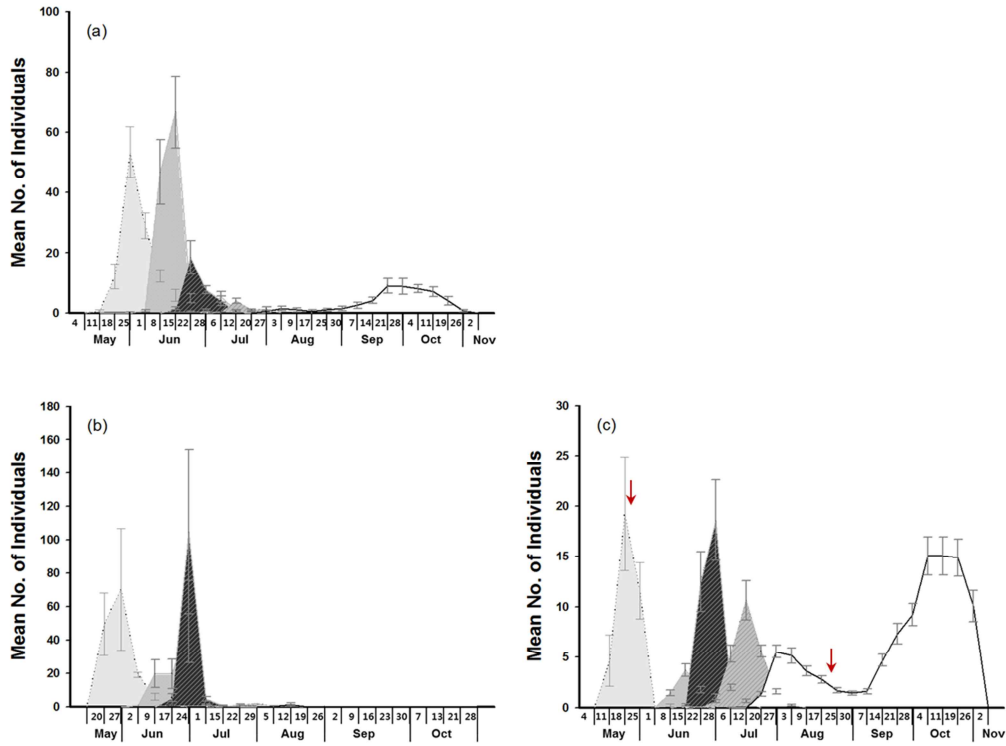 (a)
Mean No. of Individuals
100
80
60
40
20
0
4 11 18 25 1 8 15 22 28 6 12 20 27 3 9 17 25 30 7 14 21 28 4 11 19 26 2
May Jun Jul Aug Sep Oct Nov
(b)
Mean No. of Individuals
180
160
140
120
100
80
60
40
20
0
20 27 2 9 17 24 1 15 22 29 5 12 19 26 2 9 16 23 30 7 13 21 28
May Jun Jul Aug Sep Oct
(c)
Mean No. of Individuals
30
25
20
15
10
5
0
4 11 18 25 1 8 15 22 28 6 12 20 27 3 9 17 25 30 7 14 21 28 4 11 19 26 2
May Jun Jul Aug Sep Oct Nov